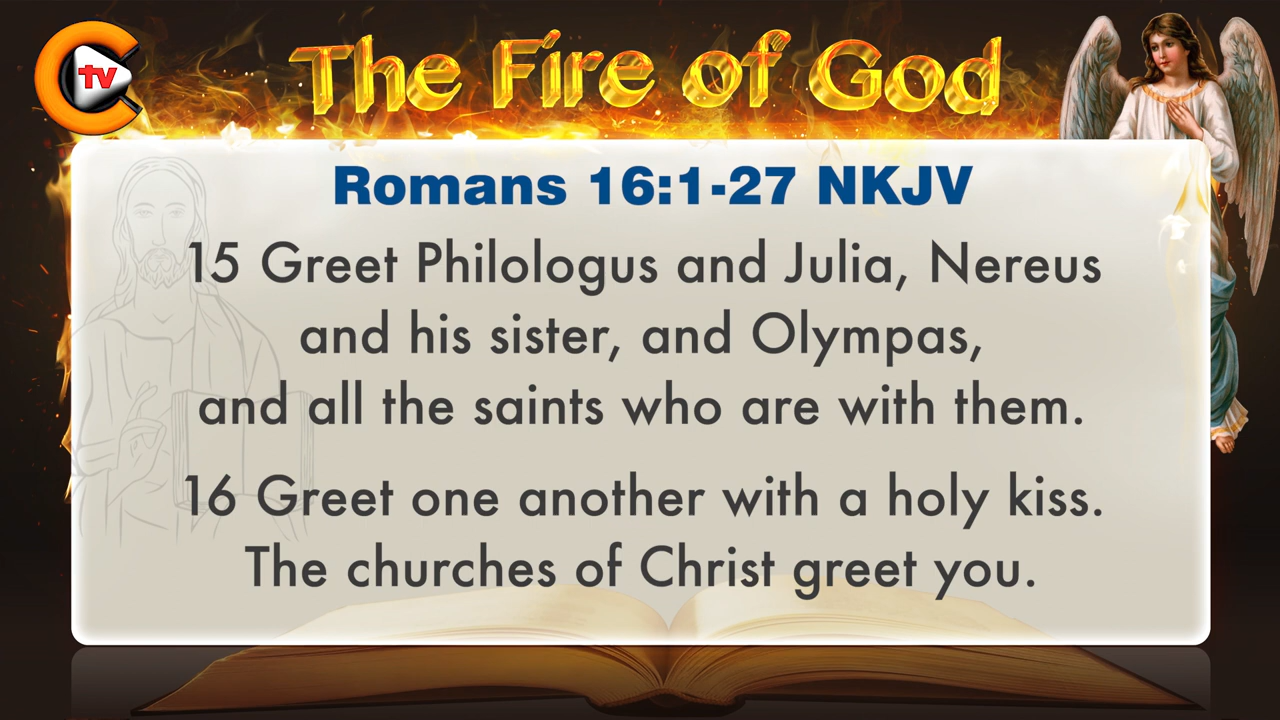 tv
The Fire of God
Romans 16:1-27 NKJV
15 Greet Philologus and Julia, Nereus
and his sister, and Olympas,
and all the saints who are with them.
16 Greet one another with a holy kiss.
The churches of Christ greet you.